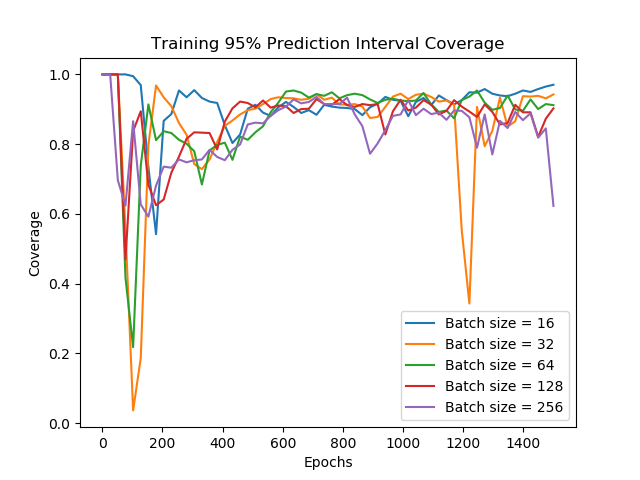 Training 95% Prediction Interval Coverage
1.0
0.8
0.6
0.4
0.2
0.0
Coverage
0 200 400 600 800 1000 1200 1400
Epochs
Batch size = 16
Batch size = 32
Batch size = 64
Batch size = 128
Batch size = 256